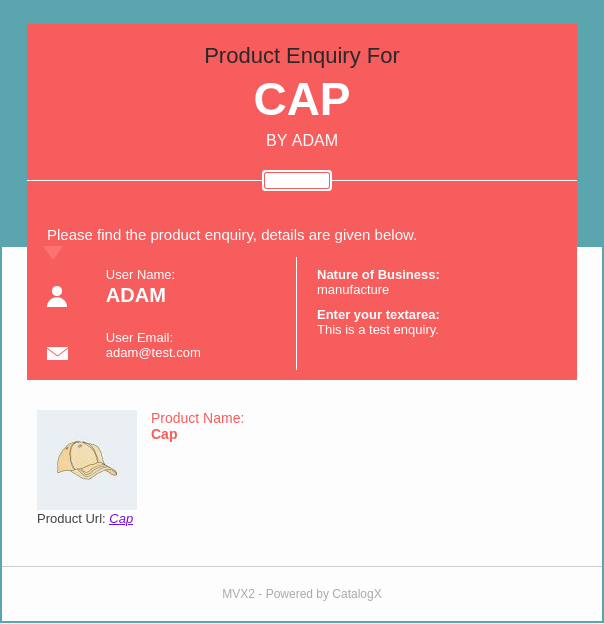 Product Enquiry For
CAP
BY ADAM
Please find the product enquiry, details are given below.
User Name:
ADAM
User Email:
adam@test.com
Nature of Business:
manufacture
Enter your textarea:
This is a test enquiry.
Product Name:
Cap
Product Url: Cap
MVX2 - Powered by CatalogX